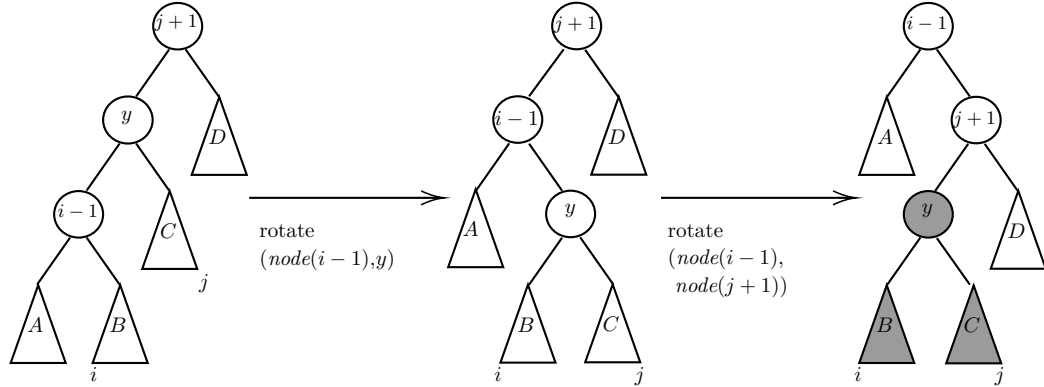 j + 1
y
D
i − 1
C
j
A
B
i
rotate
(node(i − 1),y)
j + 1
i − 1
D
A
y
B
C
i
j
rotate
(node(i − 1),
node(j + 1))
i − 1
A
j + 1
y
D
B
C
i
j